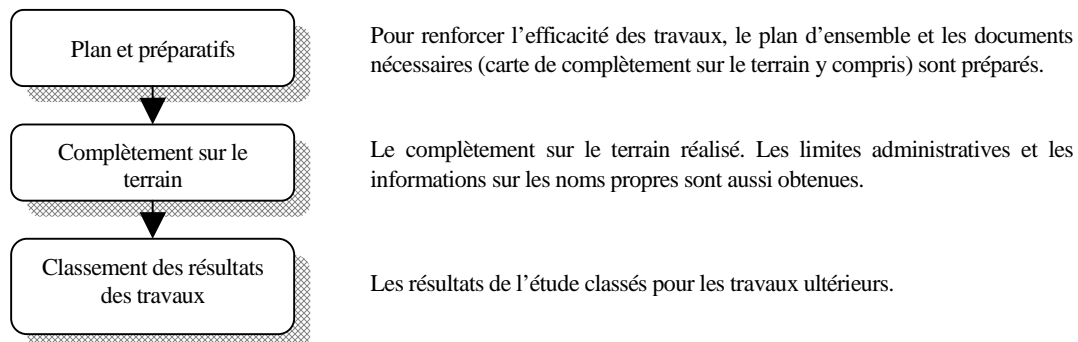 Plan et préparatifs
Pour renforcer l’efficacité des travaux, le plan d’ensemble et les documents
nécessaires (carte de complètement sur le terrain y compris) sont préparés.
Complètement sur le
terrain
Le complètement sur le terrain réalisé. Les limites administratives et les
informations sur les noms propres sont aussi obtenues.
Classement des résultats
des travaux
Les résultats de l’étude classés pour les travaux ultérieurs.